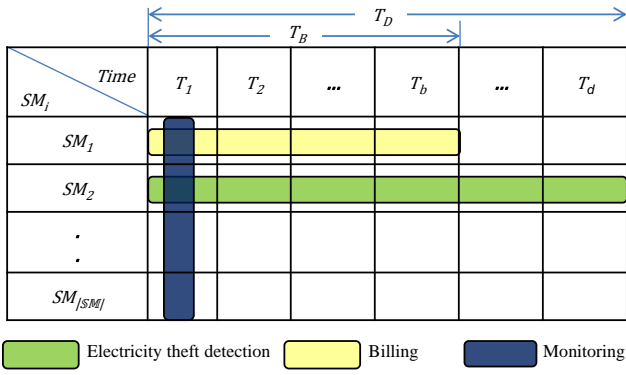 T_D
T_B
Time
SM_i
T_1 T_2 ... T_b ... T_d
SM_1
SM_2
.
.
SM_|𝕊𝕄|
Electricity theft detection Billing Monitoring